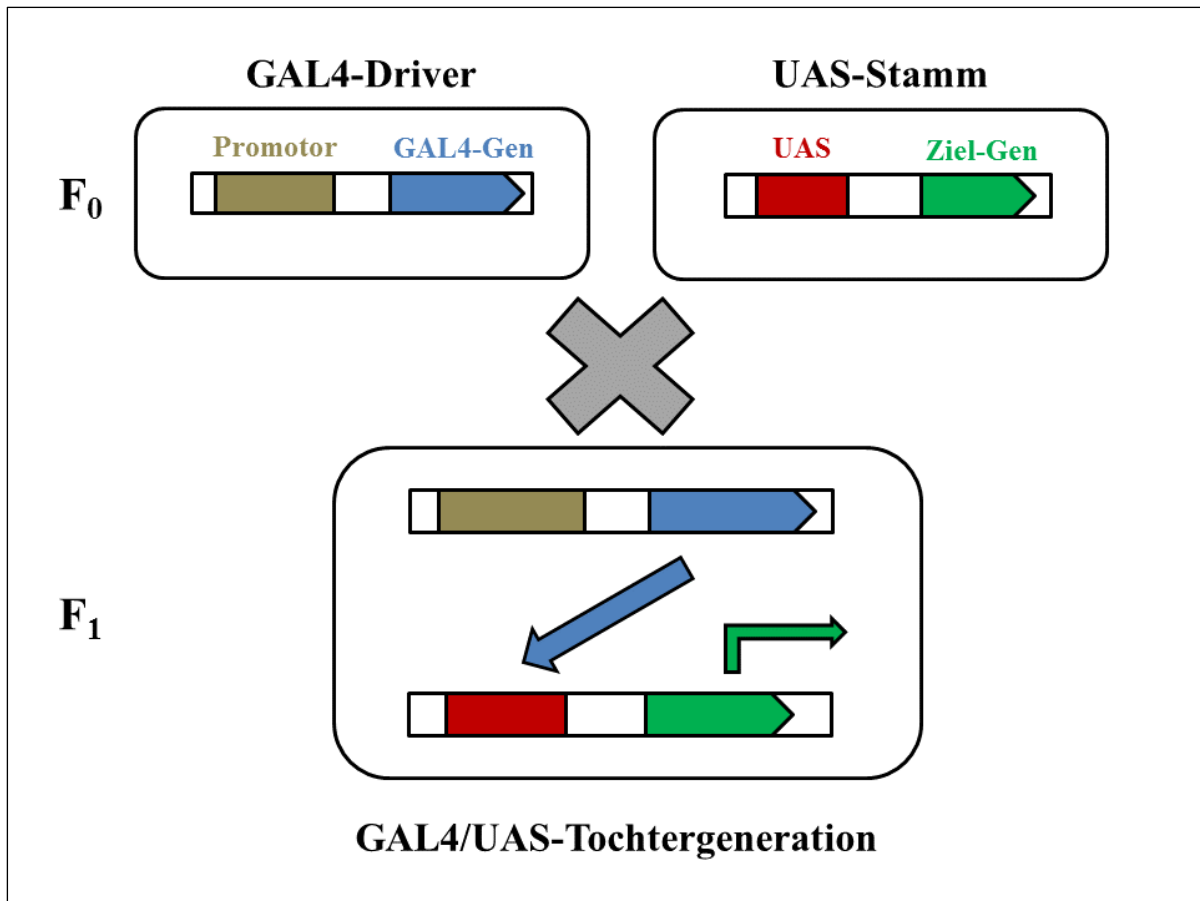 GAL4-Driver
UAS-Stamm
Promotor
GAL4-Gen
UAS
Ziel-Gen
F₀
F₁
GAL4/UAS-Tochtergeneration